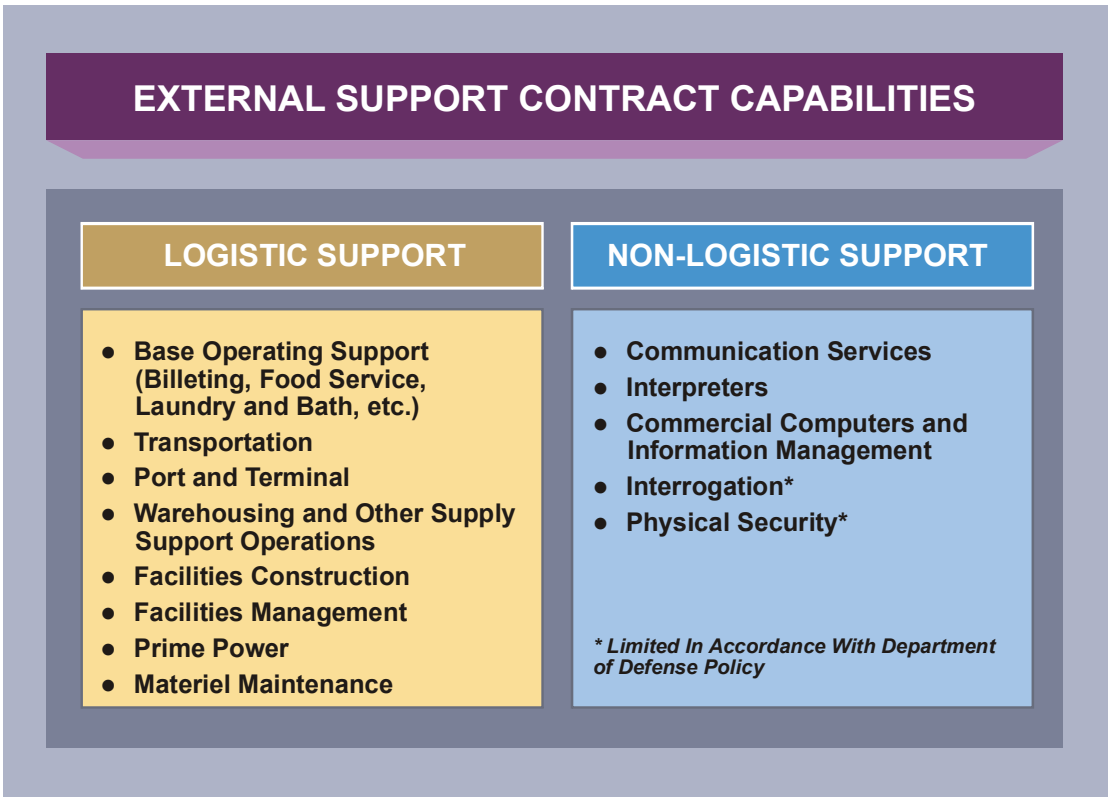 EXTERNAL SUPPORT CONTRACT CAPABILITIES
LOGISTIC SUPPORT
● Base Operating Support
(Billeting, Food Service,
Laundry and Bath, etc.)
● Transportation
● Port and Terminal
● Warehousing and Other Supply
Support Operations
● Facilities Construction
● Facilities Management
● Prime Power
● Materiel Maintenance
NON-LOGISTIC SUPPORT
● Communication Services
● Interpreters
● Commercial Computers and
Information Management
● Interrogation*
● Physical Security*
* Limited In Accordance With Department
of Defense Policy